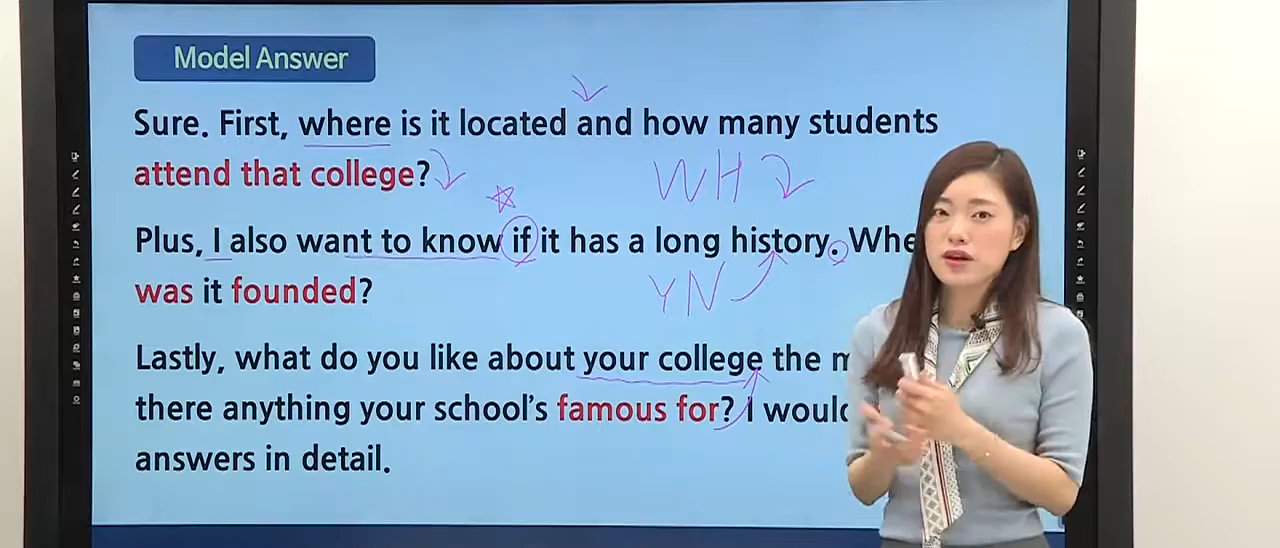 Model Answer
Sure. First, where is it located and how many students
attend that college?
WH
Plus, I also want to know if it has a long history.
was it founded?
YN
Lastly, what do you like about your college the
there anything your school's famous for? I would
answers in detail.